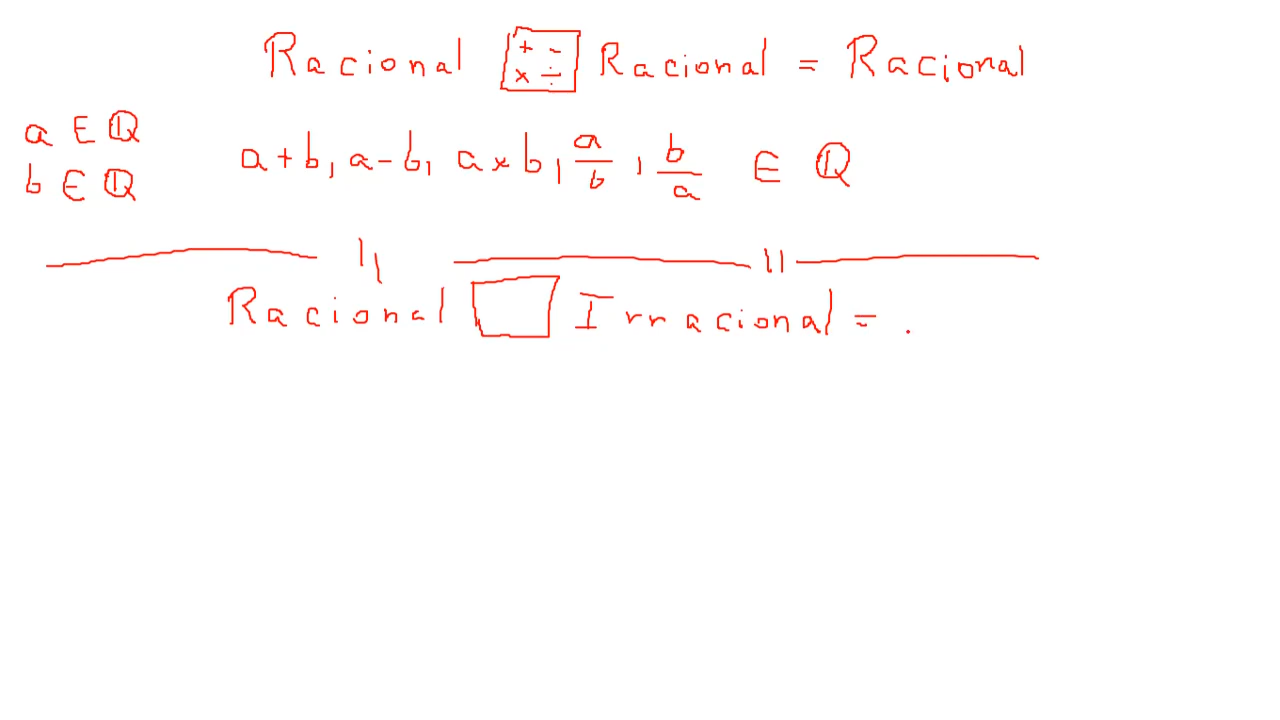 Racional + - × ÷ Racional = Racional
a ∈ ℚ
b ∈ ℚ
a + b, a - b, a × b, a/b, b/a ∈ ℚ
Racional Irracional = .